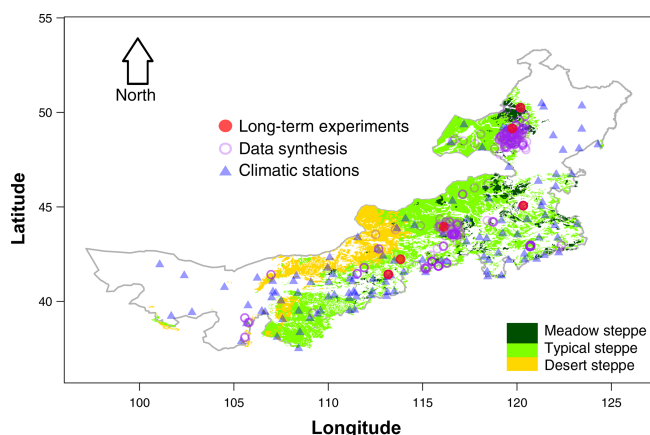 55
50
45
40
Latitude
North
Long-term experiments
Data synthesis
Climatic stations
Meadow steppe
Typical steppe
Desert steppe
100 105 110 115 120 125
Longitude